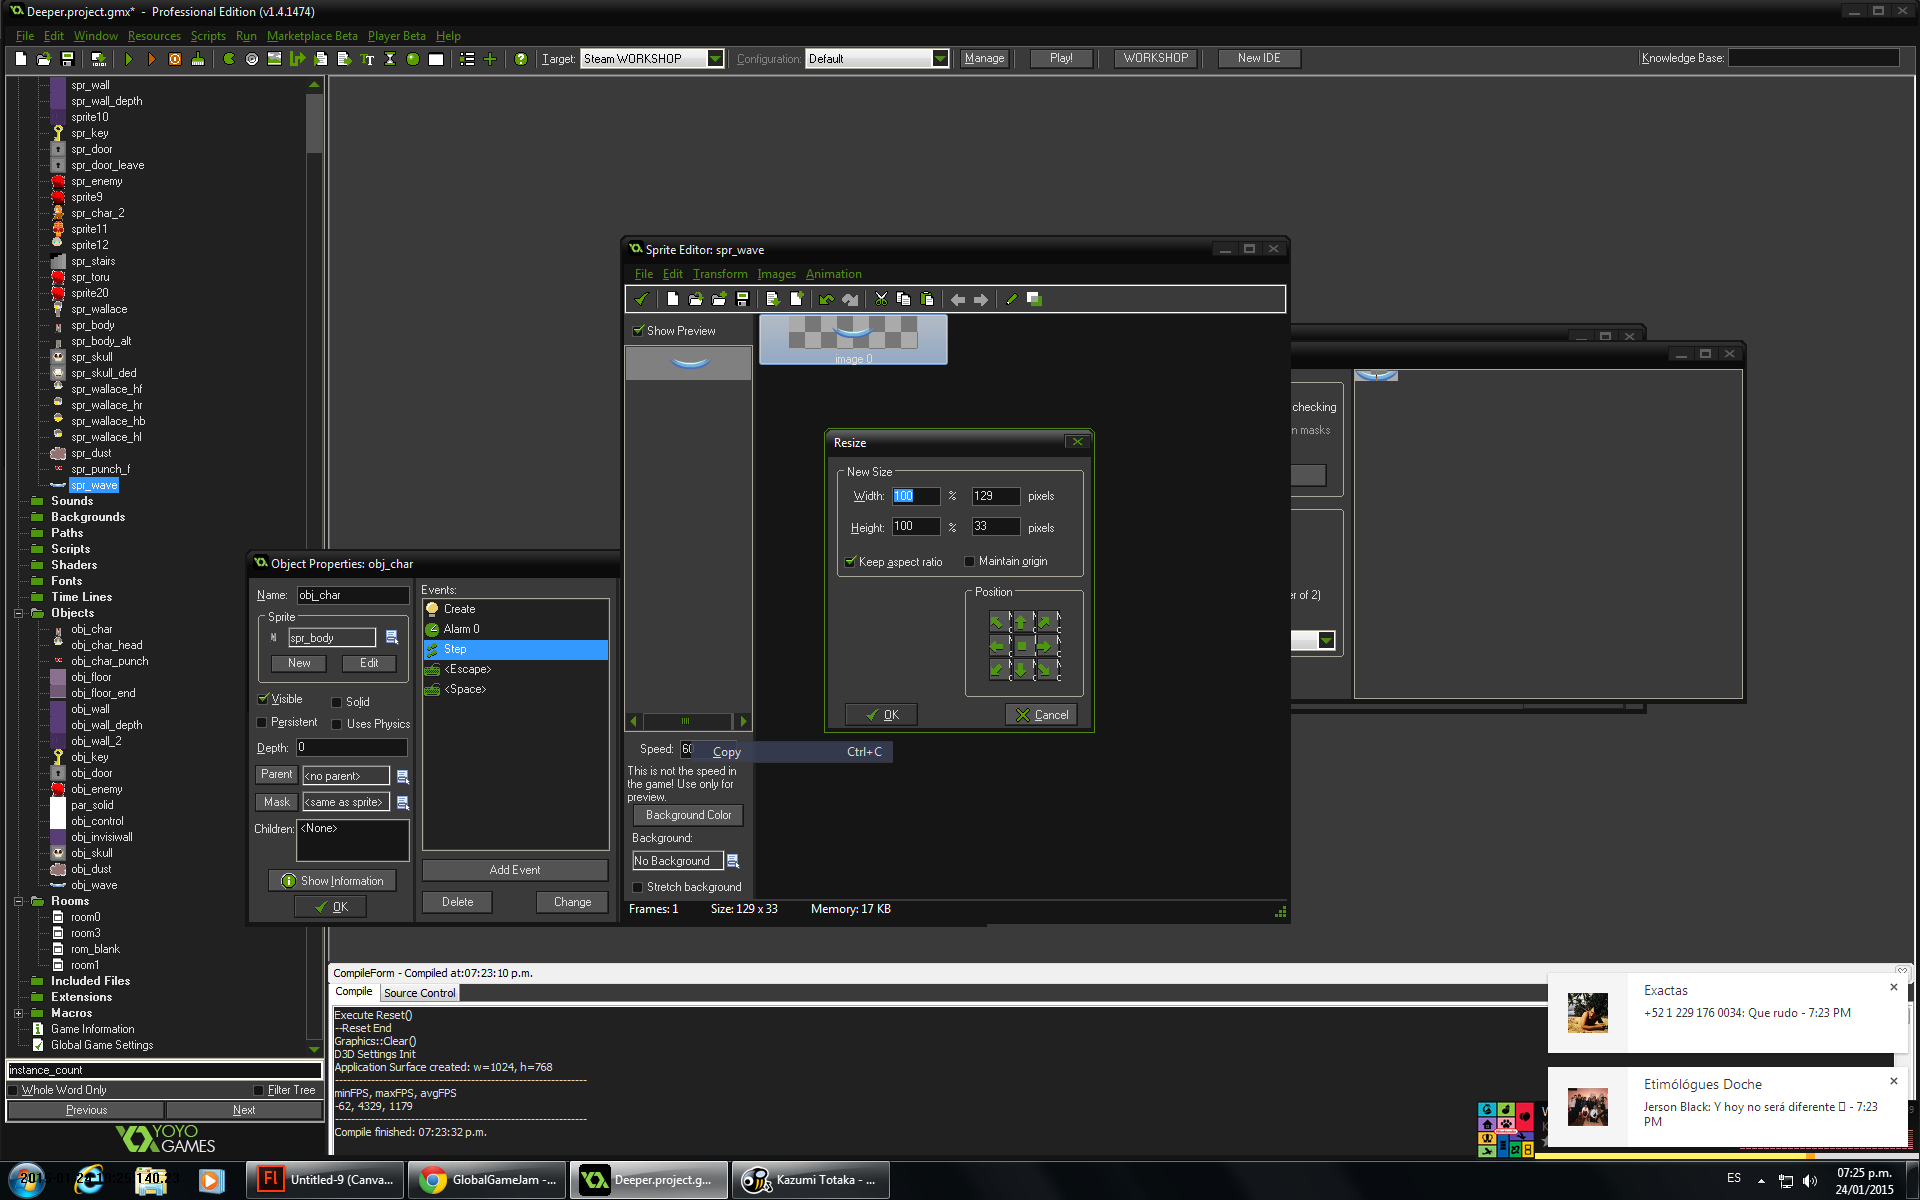 Deeper.project.gmx* - Professional Edition (v1.4.1474)
File Edit Window Resources Scripts Run Marketplace Beta Player Beta Help
Target: Steam WORKSHOP Configuration: Default Manage Play! WORKSHOP New IDE Knowledge Base:
spr_wall
spr_wall_depth
sprite10
spr_key
spr_door
spr_door_leave
spr_enemy
sprite9
spr_char_2
sprite11
sprite12
spr_stairs
spr_toru
sprite20
spr_wallace
spr_body
spr_body_alt
spr_skull
spr_skull_ded
spr_wallace_hf
spr_wallace_hr
spr_wallace_hb
spr_wallace_hl
spr_dust
spr_punch_f
spr_wave
Sounds
Backgrounds
Paths
Scripts
Shaders
Fonts
Time Lines
Objects
obj_char
obj_char_head
obj_char_punch
obj_floor
obj_floor_end
obj_wall
obj_wall_depth
obj_wall_2
obj_key
obj_door
obj_enemy
par_solid
obj_control
obj_invisiwall
obj_skull
obj_dust
obj_wave
Rooms
room0
room3
rom_blank
room1
Included Files
Extensions
Macros
Game Information
Global Game Settings
instance_count
Whole Word Only Filter Tree
Previous Next
YOYO GAMES
Object Properties: obj_char
Name: obj_char
Sprite
spr_body
New Edit
Visible Solid
Persistent Uses Physics
Depth: 0
Parent <no parent>
Mask <same as sprite>
Children: <None>
Show Information
OK
Events:
Create
Alarm 0
Step
<Escape>
<Space>
Add Event
Delete Change
Sprite Editor: spr_wave
File Edit Transform Images Animation
Show Preview
image 0
Speed: 60
Copy Ctrl+C
This is not the speed in
the game! Use only for
preview.
Background Color
Background:
No Background
Stretch background
Frames: 1 Size: 129 x 33 Memory: 17 KB
Resize
New Size
Width: 100 % 129 pixels
Height: 100 % 33 pixels
Keep aspect ratio Maintain origin
Position
OK Cancel
checking
n masks
er of 2)
CompileForm - Compiled at:07:23:10 p.m.
Compile Source Control
Execute Reset()
--Reset End
Graphics::Clear()
D3D Settings Init
Application Surface created: w=1024, h=768
minFPS, maxFPS, avgFPS
-62, 4329, 1179
Compile finished: 07:23:32 p.m.
Exactas
+52 1 229 176 0034: Que rudo - 7:23 PM
Etimólógues Doche
Jerson Black: Y hoy no será diferente - 7:23
PM
Untitled-9 (Canva...
GlobalGameJam -...
Deeper.project.g...
Kazumi Totaka - ...
ES
07:25 p.m.
24/01/2015